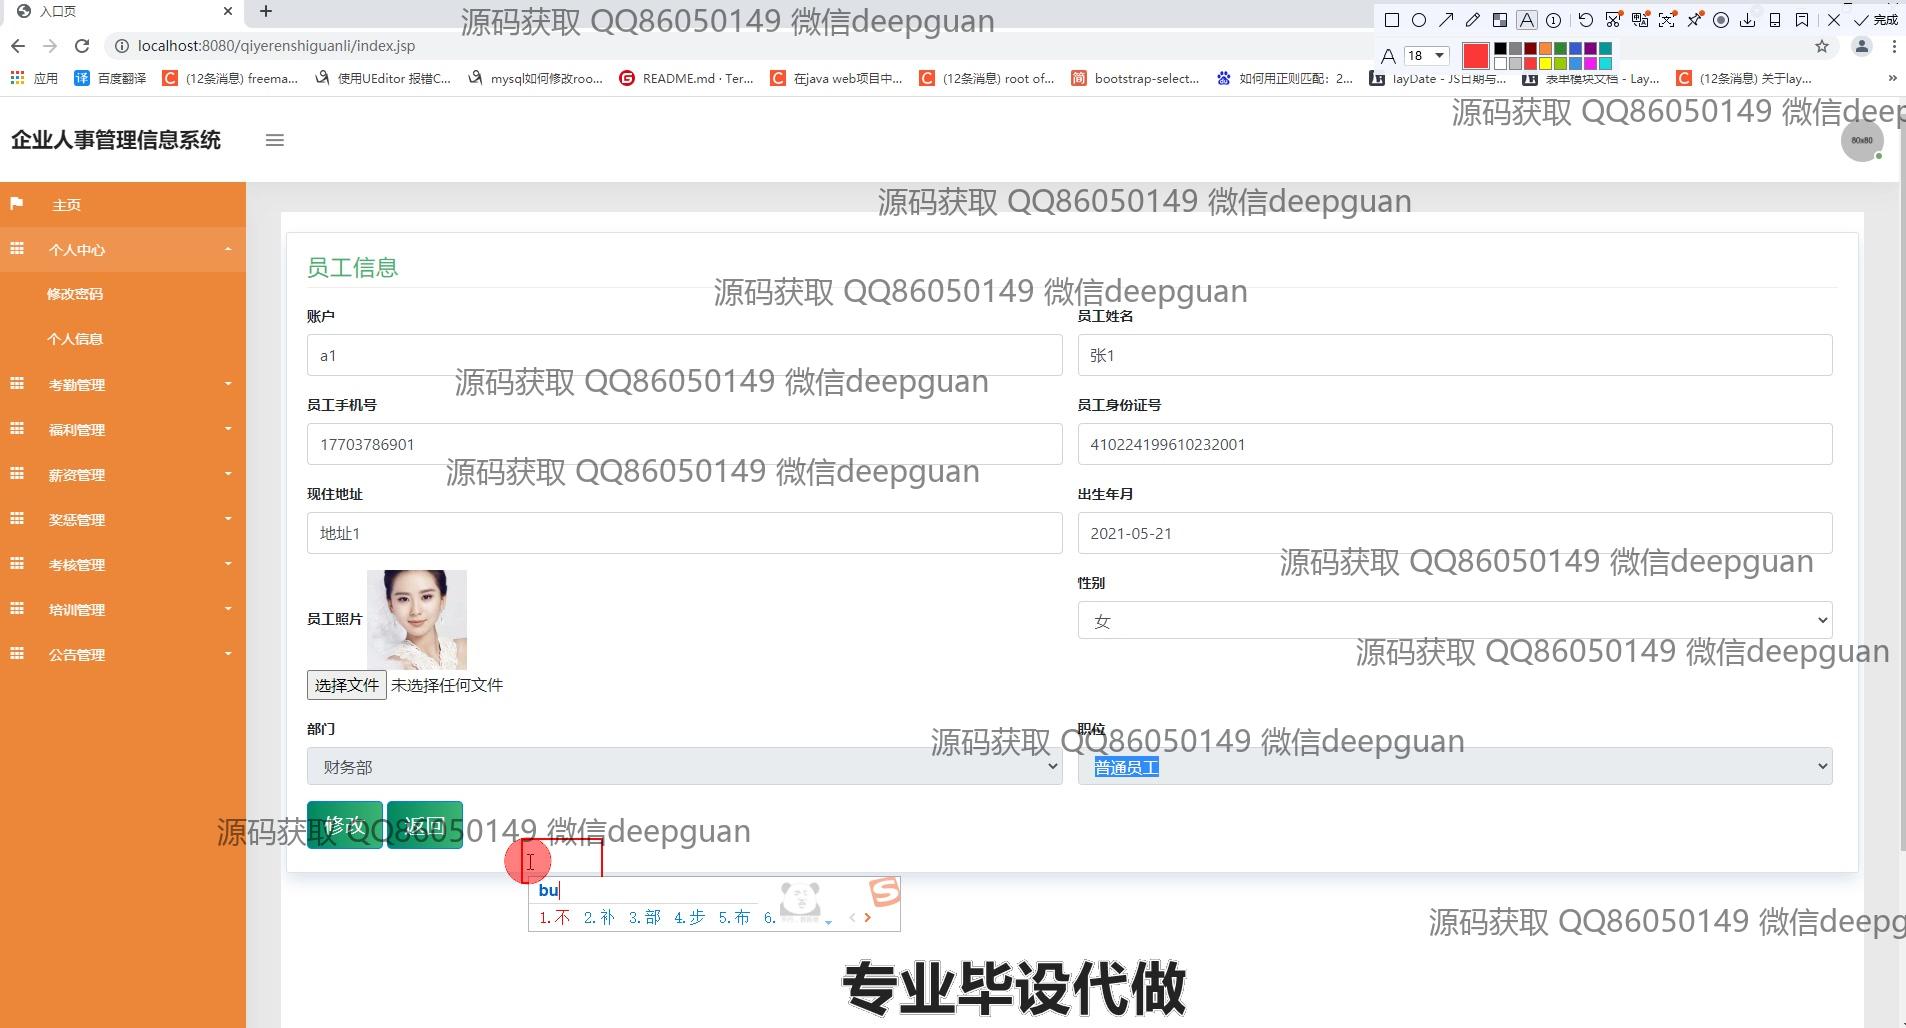 入口页
源码获取 QQ86050149 微信deepguan
完成
localhost:8080/qiyerenshiguanli/index.jsp
A 18
应用
译 百度翻译
(12条消息) freema...
使用UEditor 报错C...
mysql如何修改roo...
README.md · Ter...
在java web项目中...
(12条消息) root of...
简 bootstrap-select...
如何用正则匹配：2...
layDate - JS日期与...
表单模块文档 - Lay...
(12条消息) 关于lay...
源码获取 QQ86050149 微信deep
企业人事管理信息系统
80x80
主页
源码获取 QQ86050149 微信deepguan
个人中心
修改密码
个人信息
考勤管理
福利管理
薪资管理
奖惩管理
考核管理
培训管理
公告管理
员工信息
源码获取 QQ86050149 微信deepguan
账户
员工姓名
a1
张1
源码获取 QQ86050149 微信deepguan
员工手机号
员工身份证号
17703786901
410224199610232001
源码获取 QQ86050149 微信deepguan
现住地址
出生年月
地址1
2021-05-21
源码获取 QQ86050149 微信deepguan
性别
员工照片
女
源码获取 QQ86050149 微信deepguan
选择文件 未选择任何文件
部门
职位
源码获取 QQ86050149 微信deepguan
财务部
普通员工
修改 返回
源码获取 QQ86050149 微信deepguan
bu
1.不 2.补 3.部 4.步 5.布 6.
源码获取 QQ86050149 微信deepg
专业毕设代做